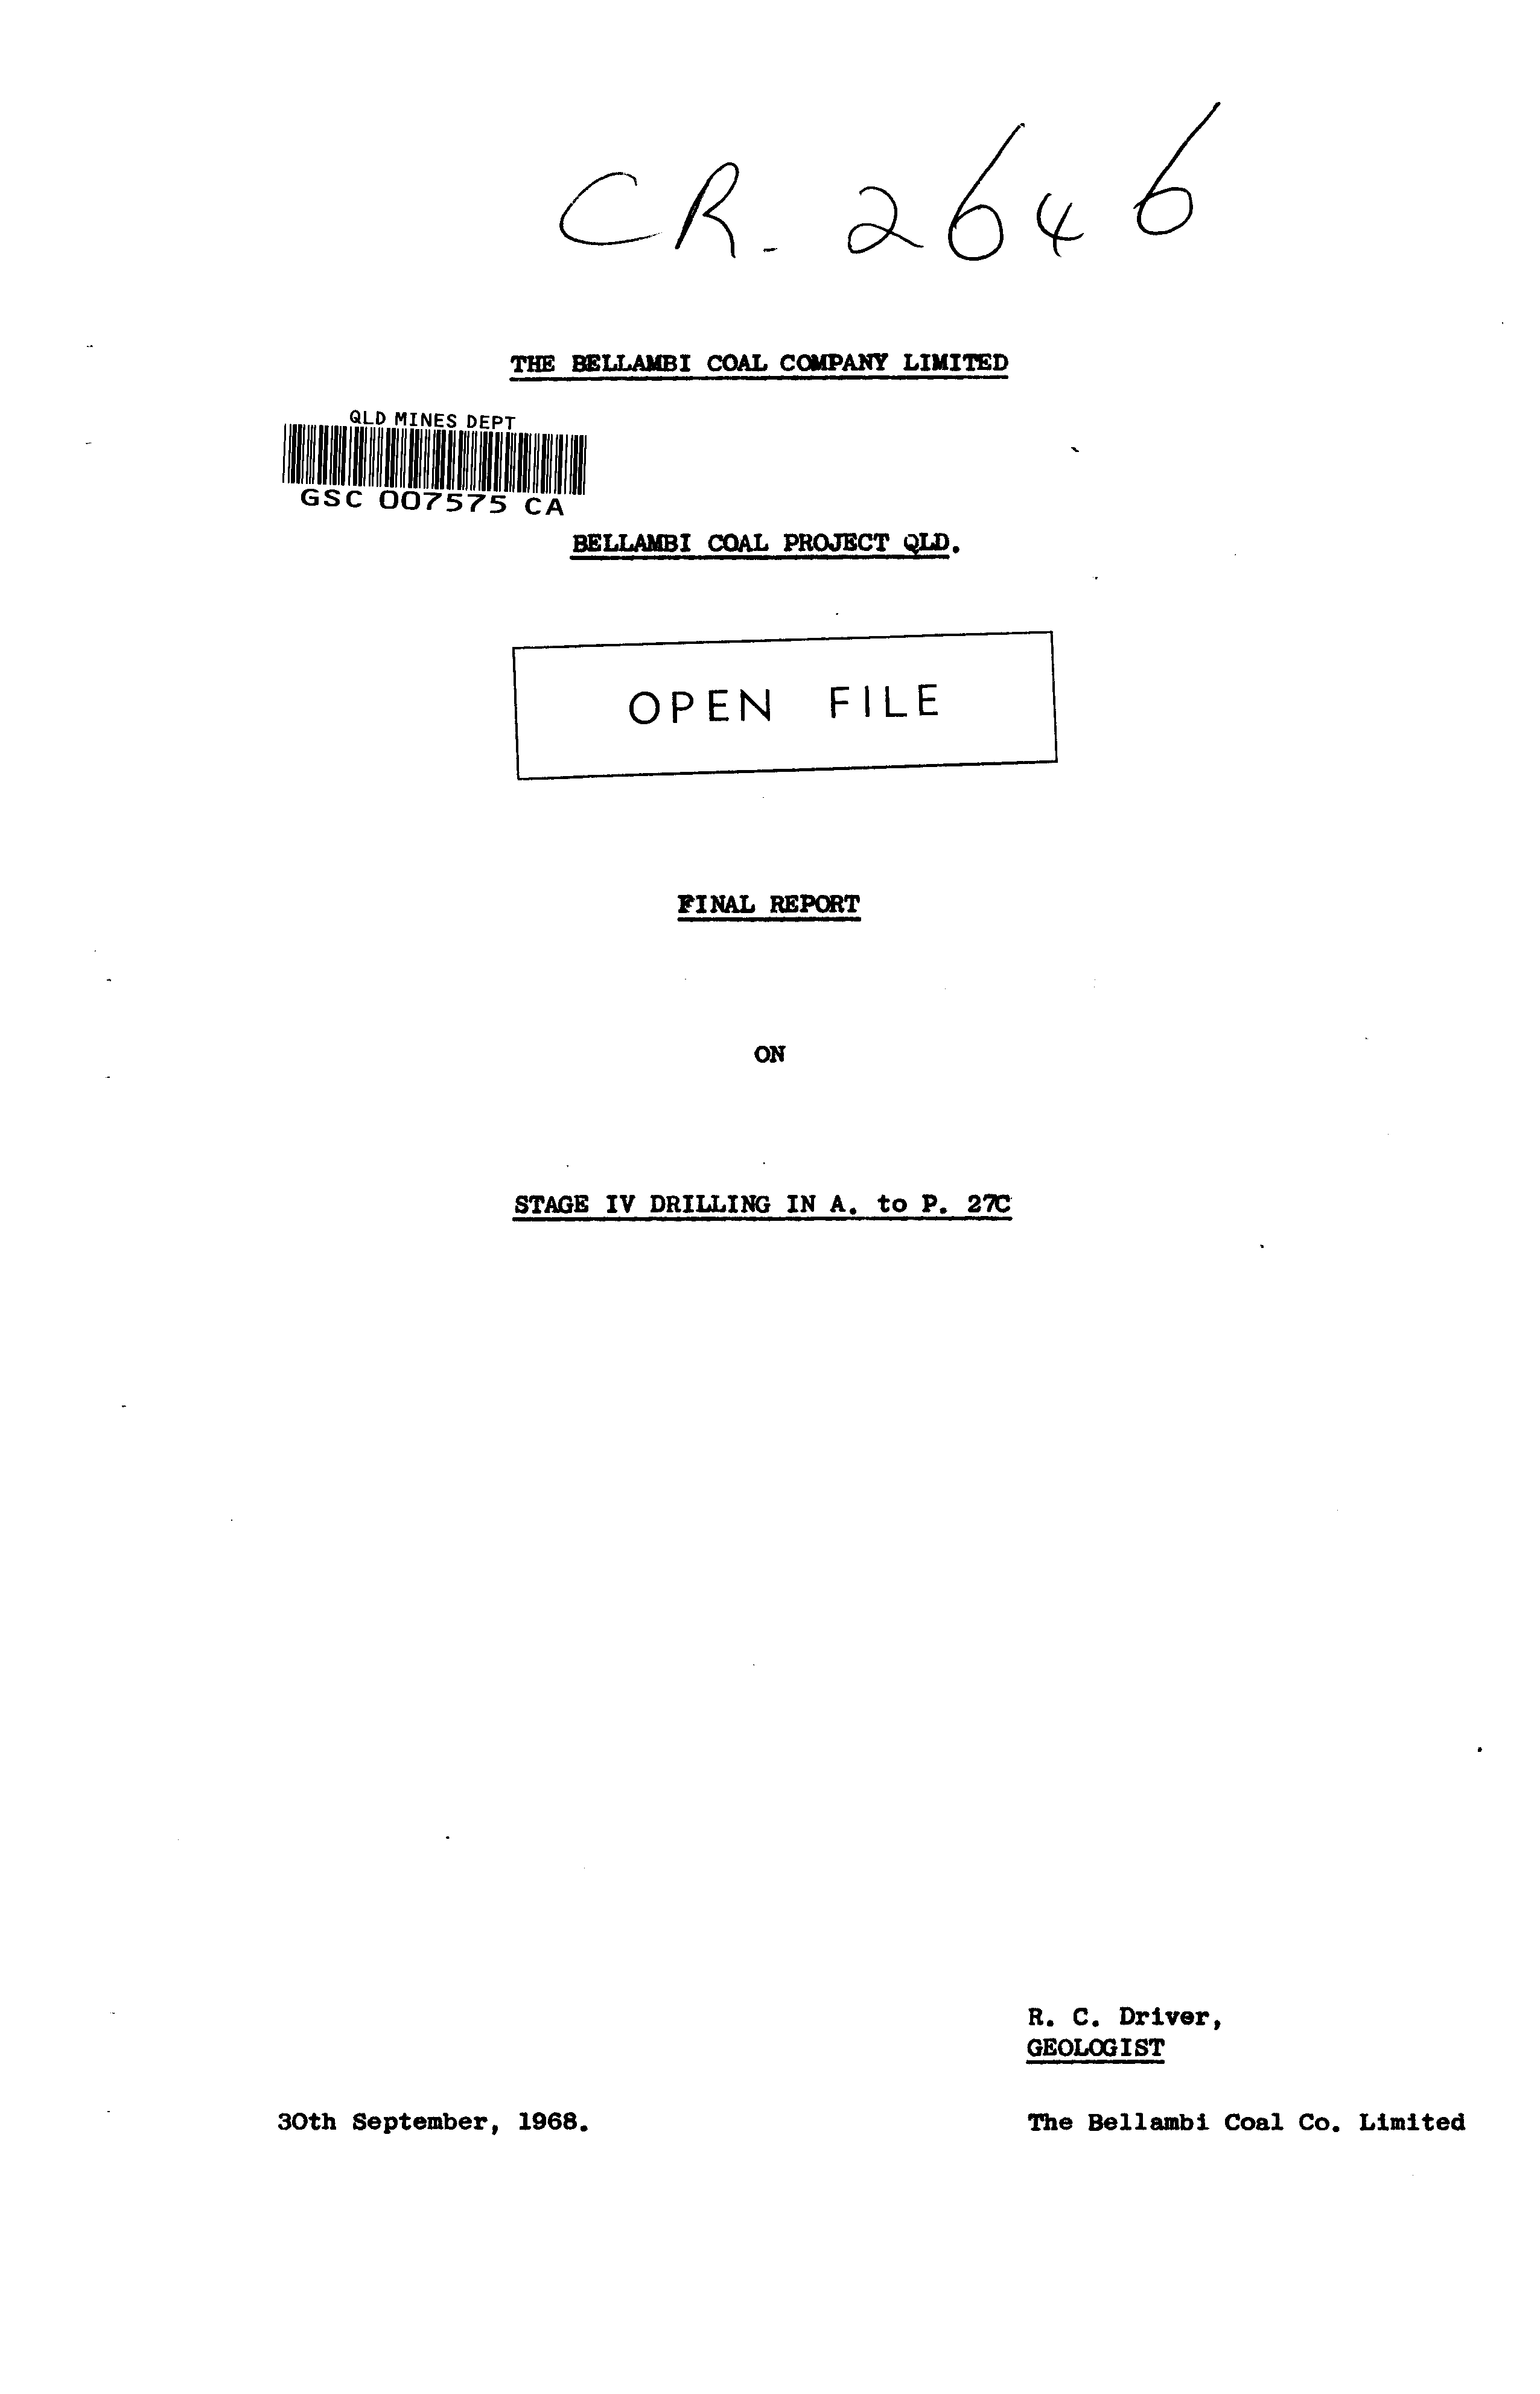 CR. 2646
THE BELLAMBI COAL COMPANY LIMITED
QLD MINES DEPT
GSC 007575 CA
BELLAMBI COAL PROJECT QLD.
OPEN FILE
FINAL REPORT
ON
STAGE IV DRILLING IN A. to P. 27C
R. C. Driver,
GEOLOGIST
30th September, 1968.
The Bellambi Coal Co. Limited